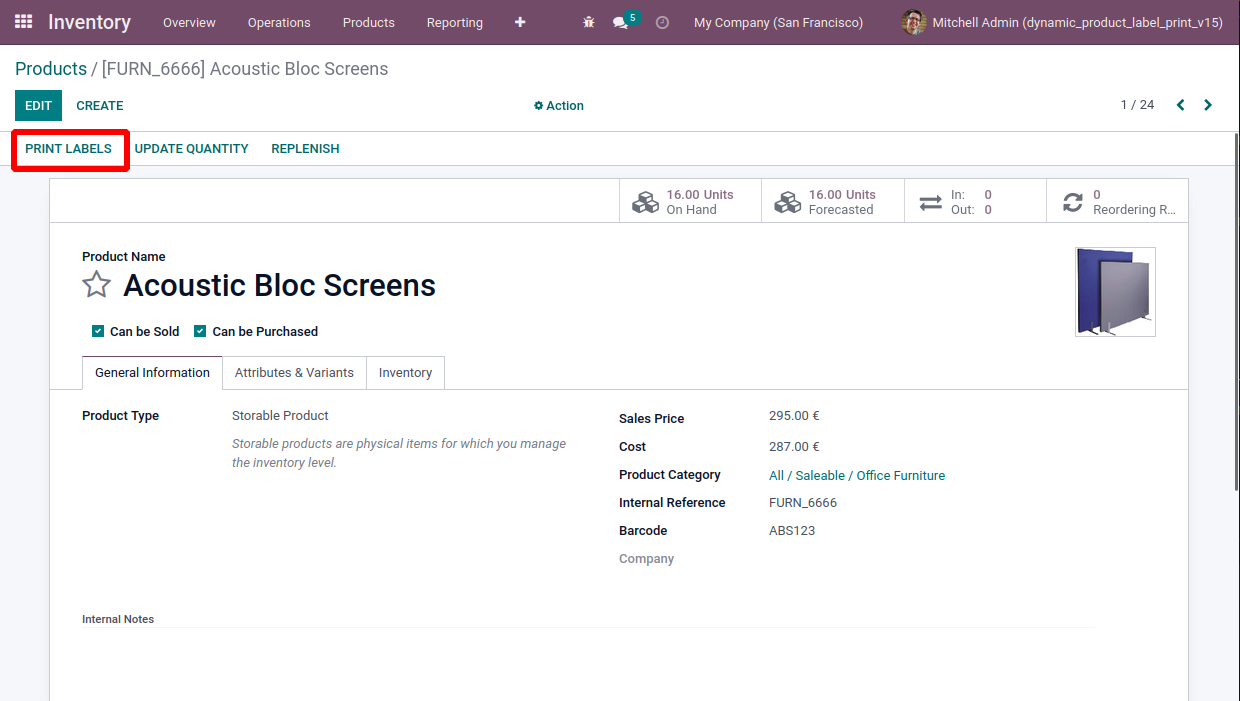 Inventory Overview Operations Products Reporting + 5 My Company (San Francisco) Mitchell Admin (dynamic_product_label_print_v15)
Products / [FURN_6666] Acoustic Bloc Screens
EDIT CREATE Action 1 / 24
PRINT LABELS UPDATE QUANTITY REPLENISH
16.00 Units
On Hand
16.00 Units
Forecasted
In: 0
Out: 0
0
Reordering R...
Product Name
Acoustic Bloc Screens
Can be Sold Can be Purchased
General Information Attributes & Variants Inventory
Product Type Storable Product
Storable products are physical items for which you manage
the inventory level.
Sales Price 295.00 €
Cost 287.00 €
Product Category All / Saleable / Office Furniture
Internal Reference FURN_6666
Barcode ABS123
Company
Internal Notes